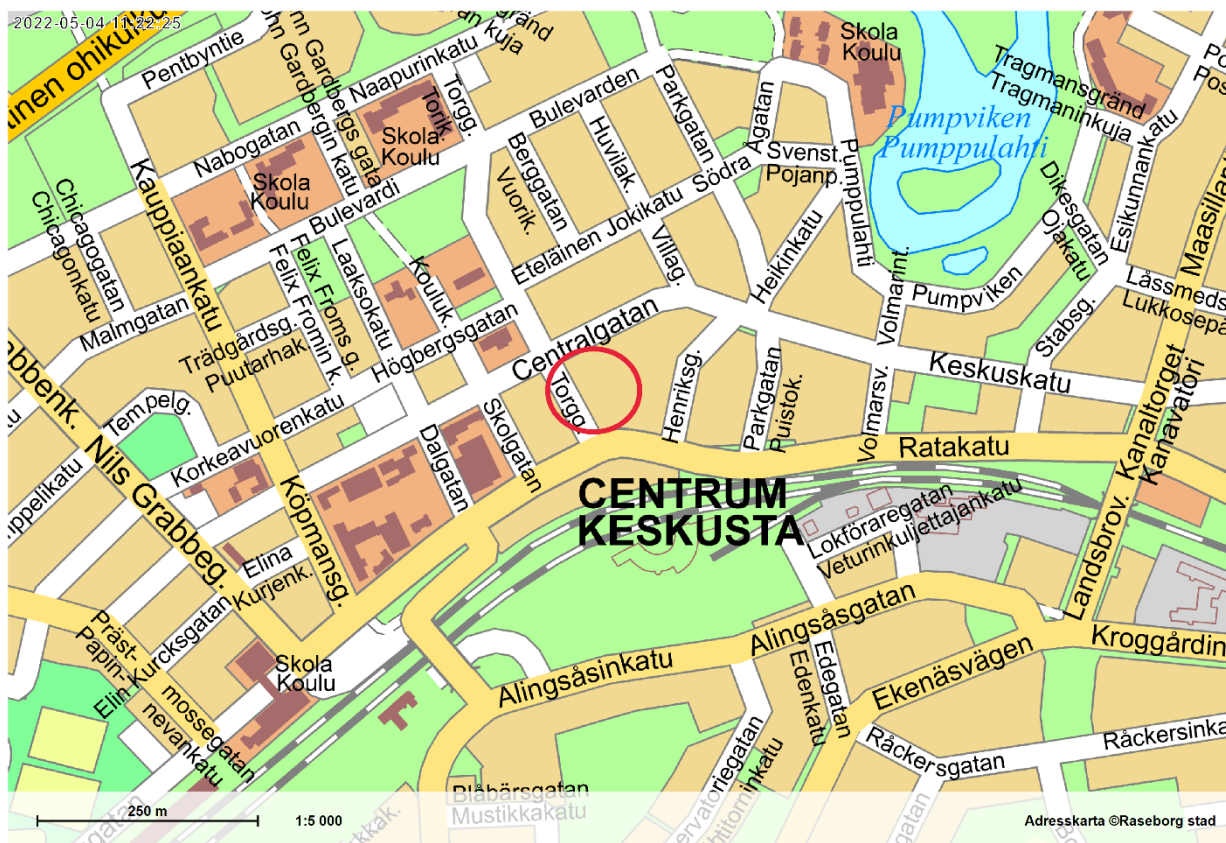 2022-05-04 11:22:25
Pentbyntie
Naapurinkatu
Nabogatan
Torgg.
Torik.
Skola
Koulu
Bulevarden
Parkgatan
Skola
Koulu
Pumpviken
Pumppulahti
Tragmansgränd
Tragmaninkuja
Skola
Koulu
Bulevardi
Kauppiaankatu
Chicagogatan
Chicagonkatu
Malmgatan
Berggatan
Vuorik.
Huvilak.
Villag.
Ågatan
Svenst.
Pojanp.
Pumppulahti
Eteläinen Jokikatu
Södra
Heikinkatu
Volmarint.
Pumpviken
Dikesgatan
Ojakatu
Esikunnankatu
Stabsg.
Låssmeds
Lukkosepä
Felix Froms g.
Felix Fromin k.
Laaksokatu
Kouluk.
Högbergsgatan
Trädgårdsg.
Puutarhak.
Centralgatan
Keskuskatu
Torgg.
Henriksg.
Parkgatan
Puistok.
Volmarsv.
Ratakatu
Kanaltorget
Kanavatori
Landsbrov.
Tempelg.
Korkeavuorenkatu
Nils Grabbeg.
Köpmansg.
Dalgatan
Skolgatan
Elina
Kurjenk.
Elin Kurcksgatan
CENTRUM
KESKUSTA
Lokföraregatan
Veturinkuljettajankatu
Präst-
mossegatan
Papin-
nevankatu
Skola
Koulu
Alingsåsinkatu
Alingsåsgatan
Edegatan
Edenkatu
Ekenäsvägen
Kroggårdin
Råckersgatan
Råckersinka
Blåbärsgatan
Mustikkakatu
250 m
1:5 000
Adresskarta ©Raseborg stad